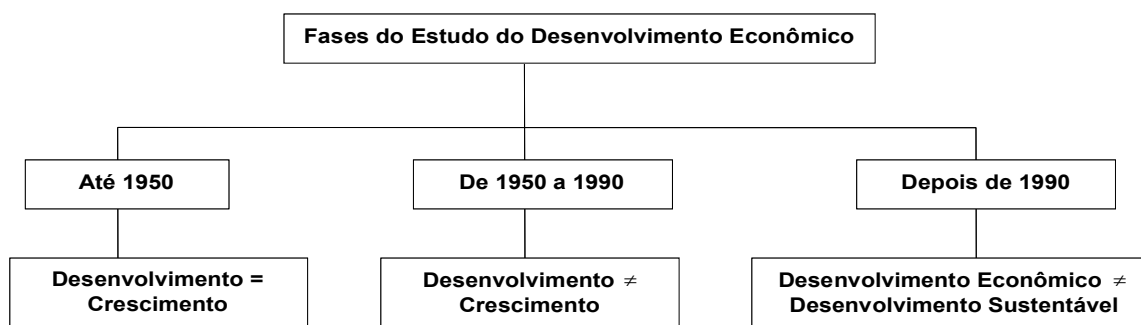 Fases do Estudo do Desenvolvimento Econômico
Até 1950
De 1950 a 1990
Depois de 1990
Desenvolvimento =
Crescimento
Desenvolvimento ≠
Crescimento
Desenvolvimento Econômico ≠
Desenvolvimento Sustentável